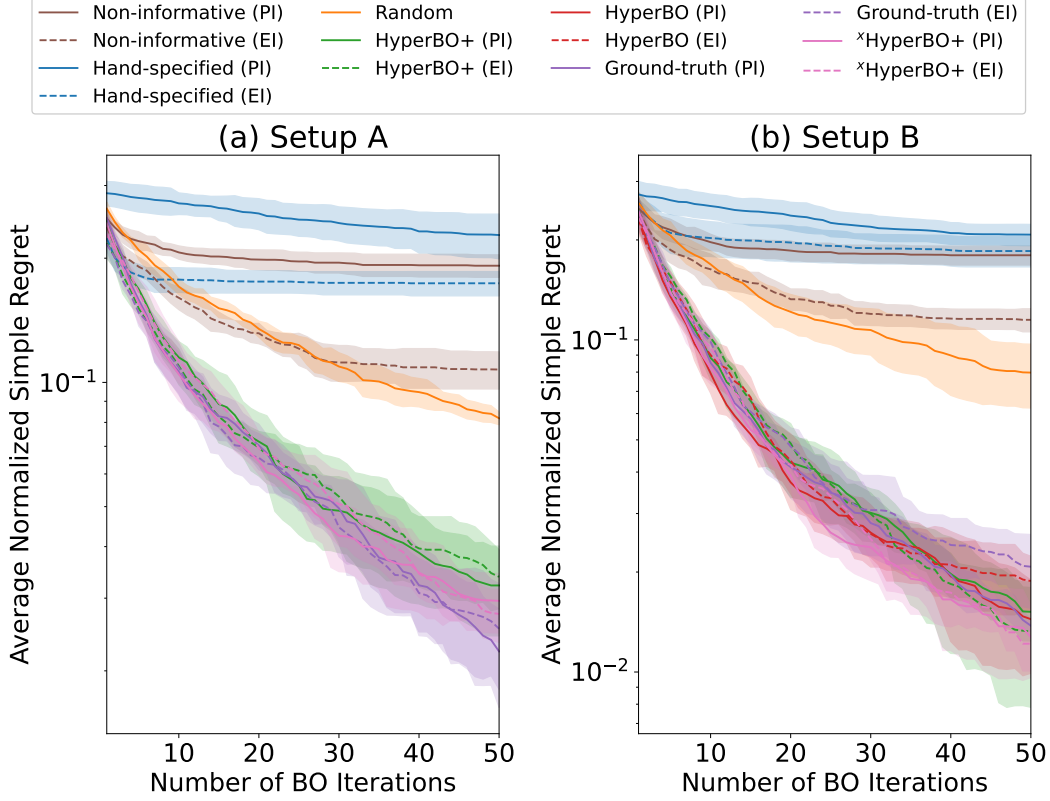 Non-informative (PI) Random HyperBO (PI) Ground-truth (EI)
Non-informative (EI) HyperBO+ (PI) HyperBO (EI) ˣHyperBO+ (PI)
Hand-specified (PI) HyperBO+ (EI) Ground-truth (PI) ˣHyperBO+ (EI)
Hand-specified (EI)
(a) Setup A
Average Normalized Simple Regret
10⁻¹
10 20 30 40 50
Number of BO Iterations
(b) Setup B
Average Normalized Simple Regret
10⁻¹
10⁻²
10 20 30 40 50
Number of BO Iterations